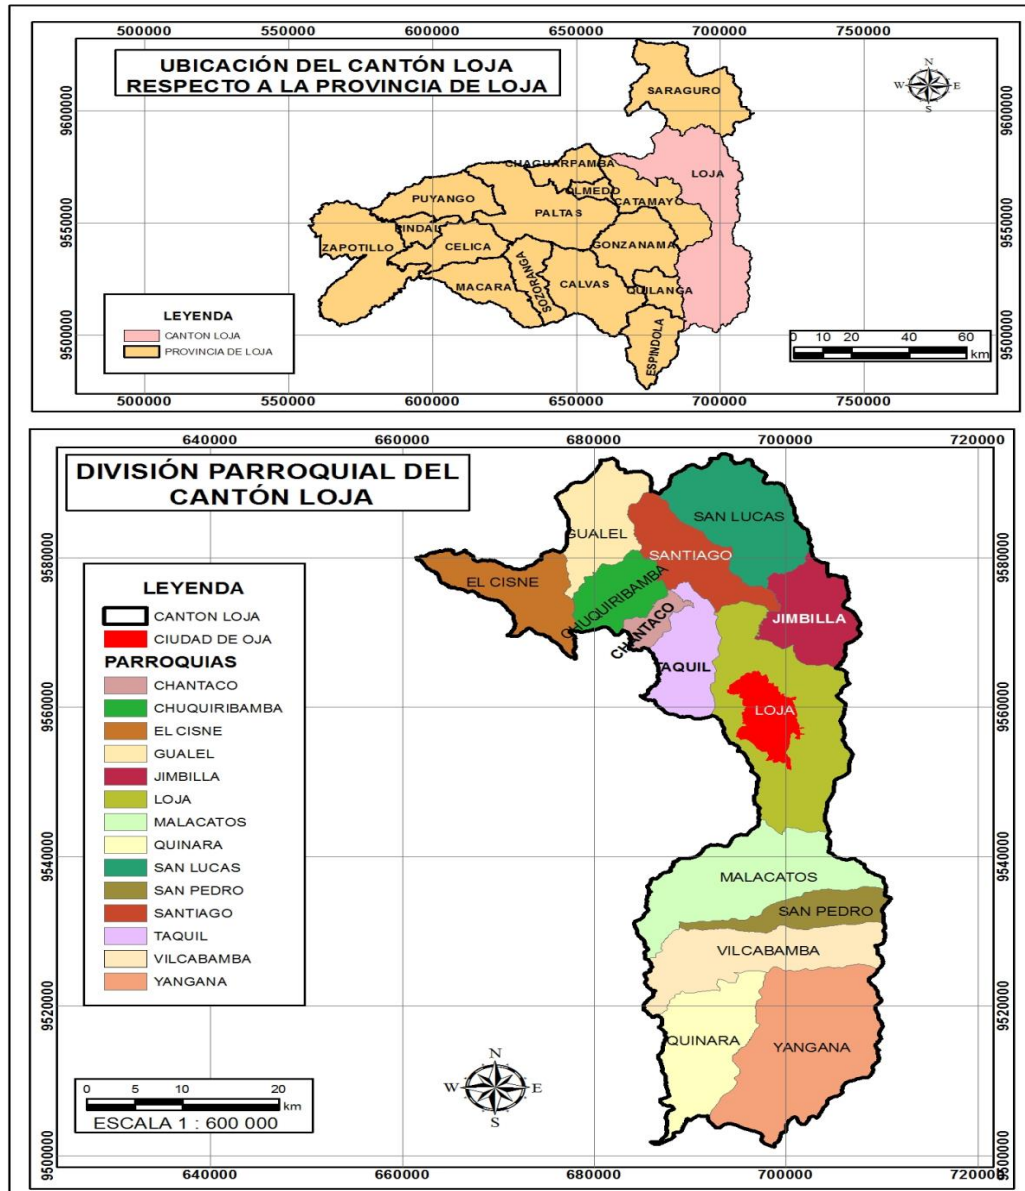 500000 550000 600000 650000 700000 750000
UBICACIÓN DEL CANTÓN LOJA
RESPECTO A LA PROVINCIA DE LOJA
N
W E
S
9600000 9600000
9550000 9550000
9500000 9500000
SARAGURO
LOJA
CHAGUARPAMBA
OLMEDO
CATAMAYO
PUYANGO
PALTAS
PINDAL
ZAPOTILLO
CELICA
GONZANAMA
SOZORANGA
MACARA
CALVAS
QUILANGA
ESPINDOLA
LEYENDA
CANTON LOJA
PROVINCIA DE LOJA
0 10 20 40 60
km
500000 550000 600000 650000 700000 750000
640000 660000 680000 700000 720000
DIVISIÓN PARROQUIAL DEL
CANTÓN LOJA
9580000 9580000
9560000 9560000
9540000 9540000
9520000 9520000
9500000 9500000
SAN LUCAS
GUALEL
SANTIAGO
EL CISNE
CHUQUIRIBAMBA
CHANTACO
JIMBILLA
TAQUIL
LOJA
MALACATOS
SAN PEDRO
VILCABAMBA
QUINARA
YANGANA
LEYENDA
CANTON LOJA
CIUDAD DE OJA
PARROQUIAS
CHANTACO
CHUQUIRIBAMBA
EL CISNE
GUALEL
JIMBILLA
LOJA
MALACATOS
QUINARA
SAN LUCAS
SAN PEDRO
SANTIAGO
TAQUIL
VILCABAMBA
YANGANA
0 5 10 20
km
ESCALA 1 : 600 000
N
W E
S
640000 660000 680000 700000 720000